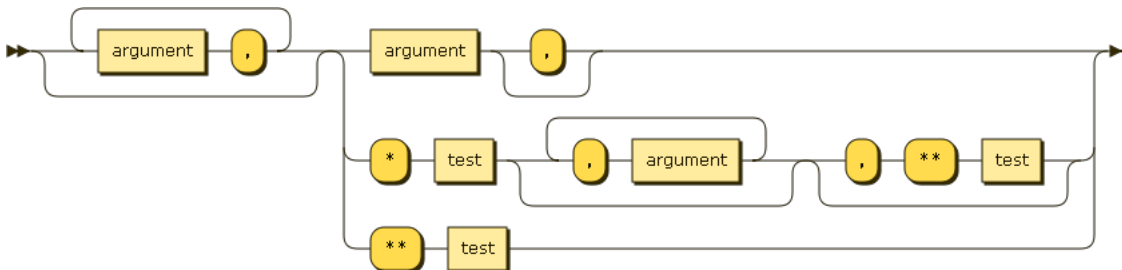 argument , argument ,
* test , argument , ** test
** test